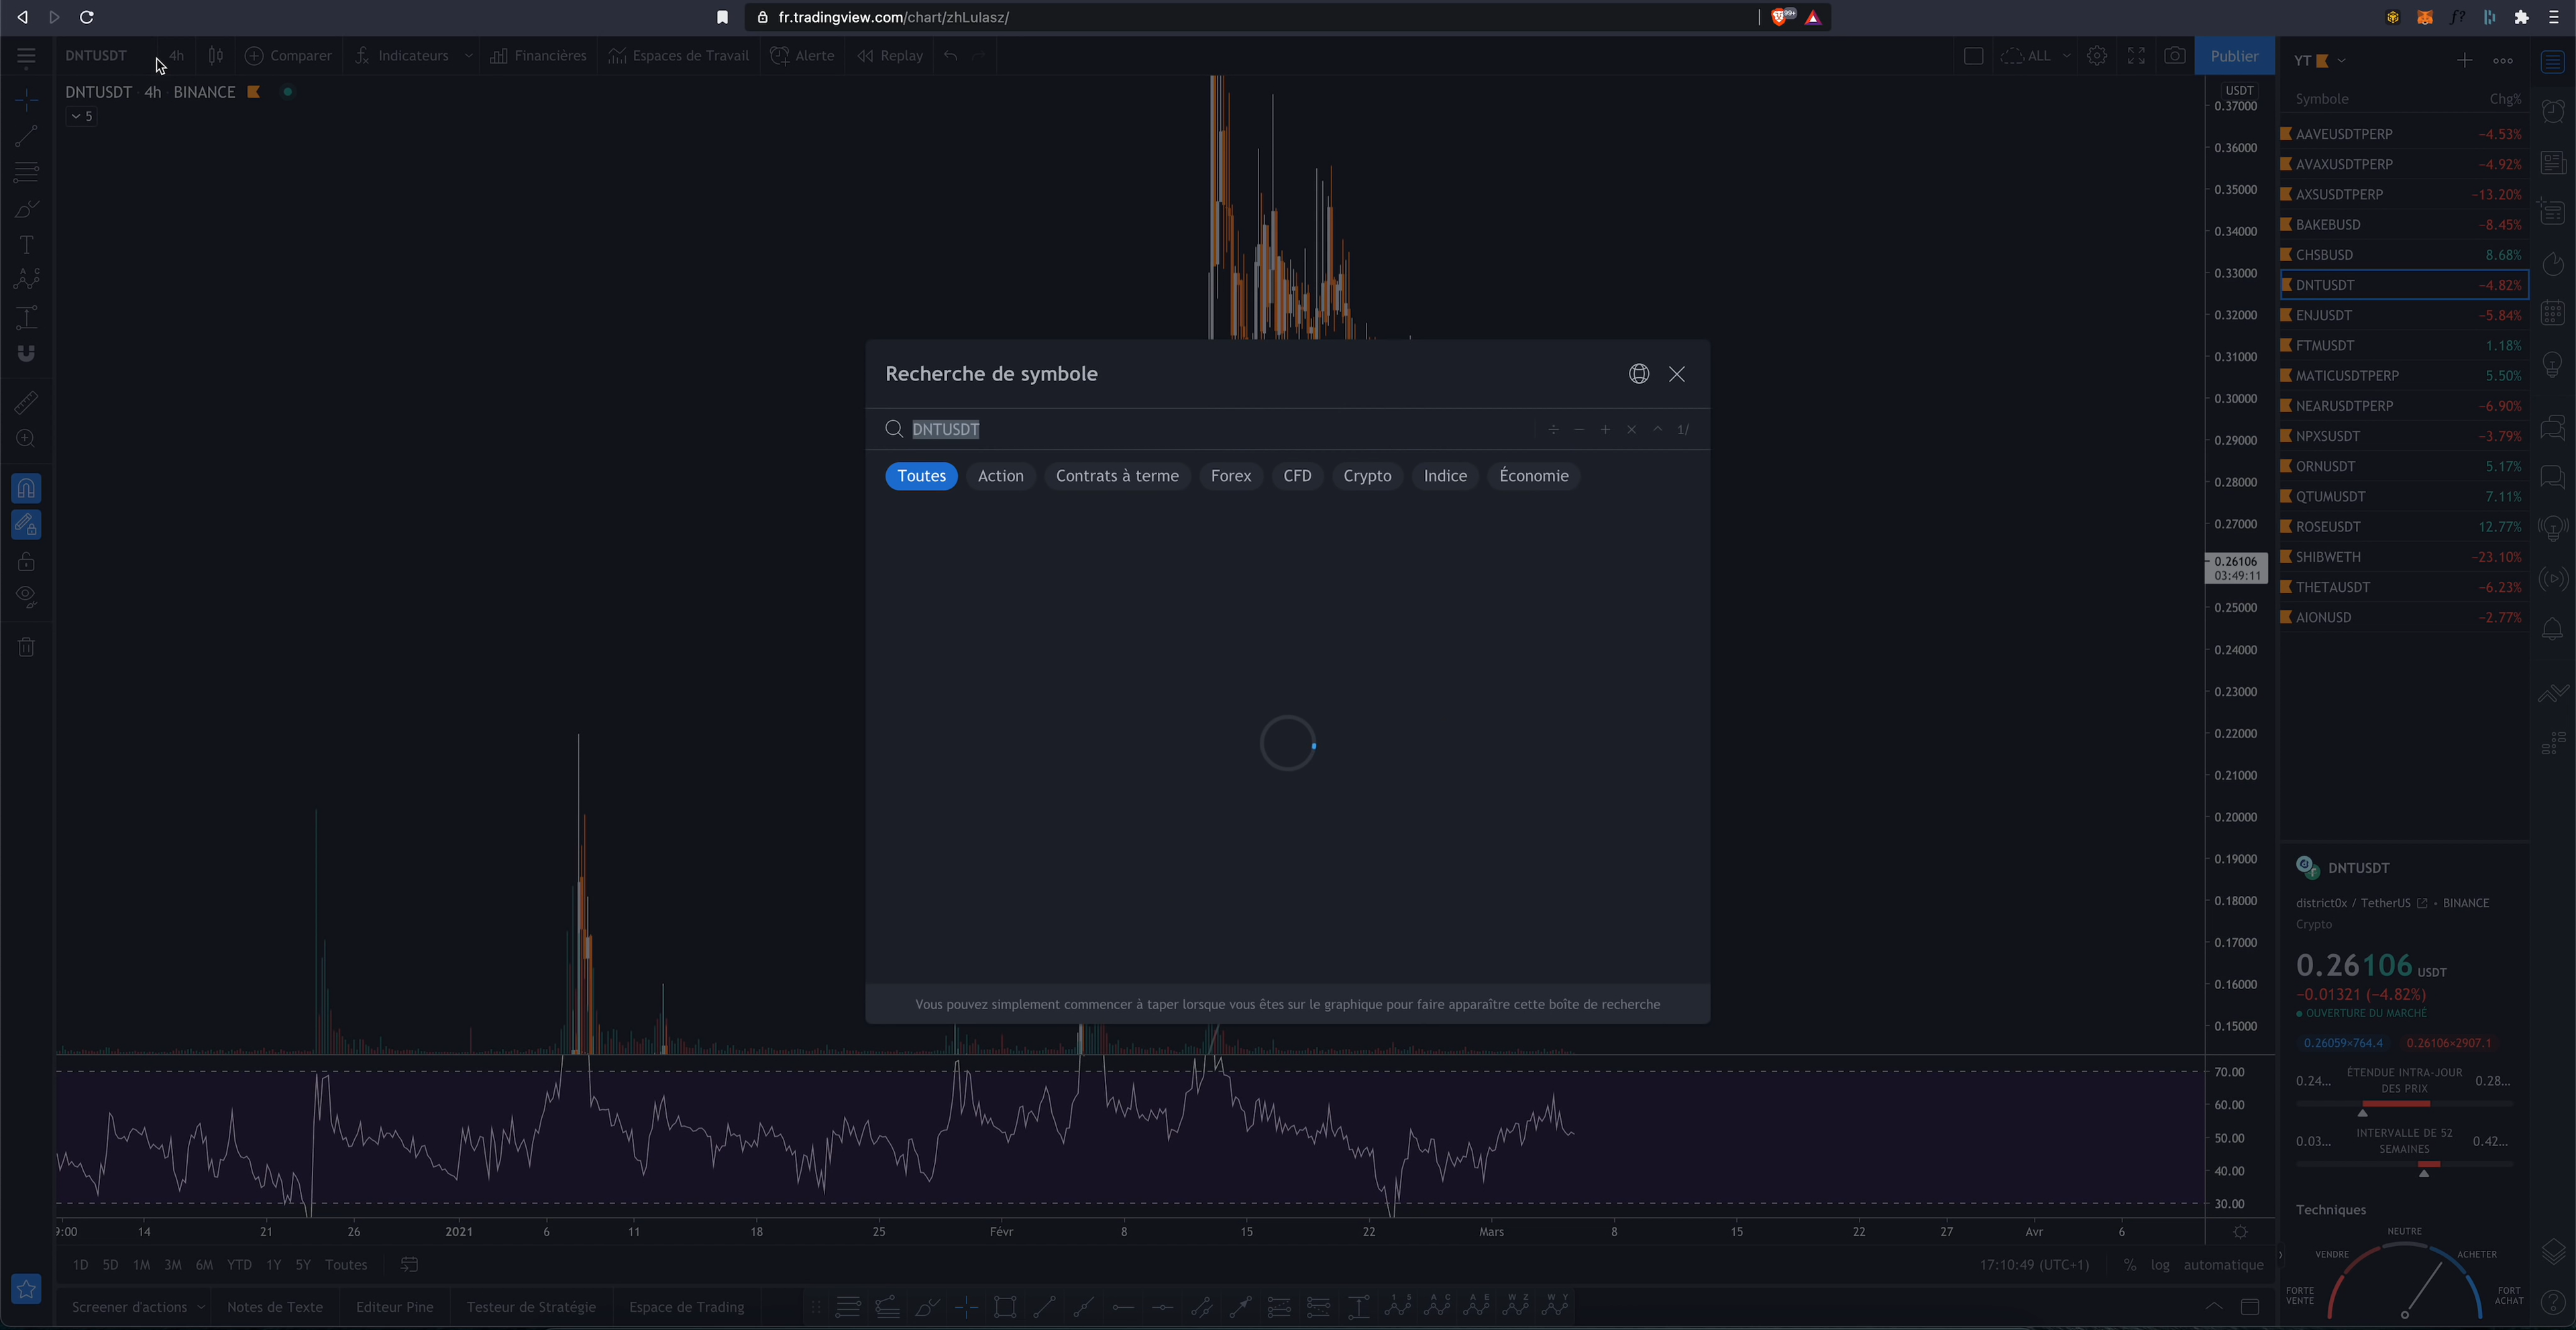 fr.tradingview.com/chart/zhLulasz/
99+
f?
DNTUSDT 4h Comparer Indicateurs Financières Espaces de Travail Alerte Replay ALL Publier
YT
DNTUSDT 4h BINANCE
5
Symbole Chg%
AAVEUSDTPERP −4.53%
AVAXUSDTPERP −4.92%
AXSUSDTPERP −13.20%
BAKEBUSD −8.45%
CHSBUSD 8.68%
DNTUSDT −4.82%
ENJUSDT −5.84%
FTMUSDT 1.18%
MATICUSDTPERP 5.50%
NEARUSDTPERP −6.90%
NPXSUSDT −3.79%
ORNUSDT 5.17%
QTUMUSDT 7.11%
ROSEUSDT 12.77%
SHIBWETH −23.10%
THETAUSDT −6.23%
AIONUSD −2.77%
USDT
0.37000
0.36000
0.35000
0.34000
0.33000
0.32000
0.31000
0.30000
0.29000
0.28000
0.27000
0.26106
03:49:11
0.25000
0.24000
0.23000
0.22000
0.21000
0.20000
0.19000
0.18000
0.17000
0.16000
0.15000
70.00
60.00
50.00
40.00
30.00
Recherche de symbole
DNTUSDT
÷ − + × ^ 1/
Toutes Action Contrats à terme Forex CFD Crypto Indice Économie
Vous pouvez simplement commencer à taper lorsque vous êtes sur le graphique pour faire apparaître cette boîte de recherche
DNTUSDT
district0x / TetherUS • BINANCE
Crypto
0.26106 USDT
−0.01321 (−4.82%)
OUVERTURE DU MARCHÉ
0.26059×764.4 0.26106×2907.1
0.24... ÉTENDUE INTRA-JOUR DES PRIX 0.28...
0.03... INTERVALLE DE 52 SEMAINES 0.42...
Techniques
NEUTRE
VENDRE ACHETER
FORTE VENTE FORT ACHAT
9:00 14 21 26 2021 6 11 18 25 Févr 8 15 22 Mars 8 15 22 27 Avr 6
1D 5D 1M 3M 6M YTD 1Y 5Y Toutes 17:10:49 (UTC+1) % log automatique
Screener d'actions Notes de Texte Editeur Pine Testeur de Stratégie Espace de Trading